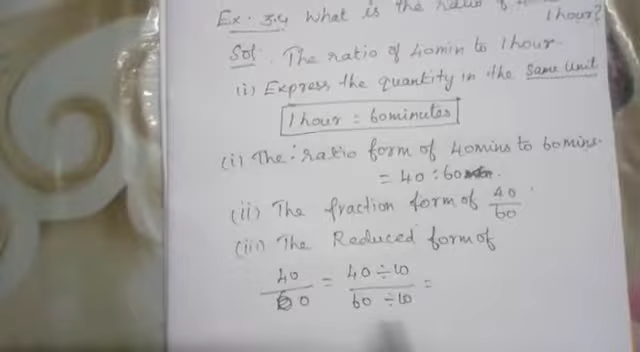 Ex. 3.4 What is the ratio of
1 hour?
Sol. The ratio of 40min to 1 hour.
(i) Express the quantity in the same unit
1 hour = 60 minutes
(i) The ratio form of 40mins to 60mins.
= 40 : 60
(ii) The fraction form of 40/60
(iii) The Reduced form of
40/60 = 40 ÷ 10 / 60 ÷ 10 =